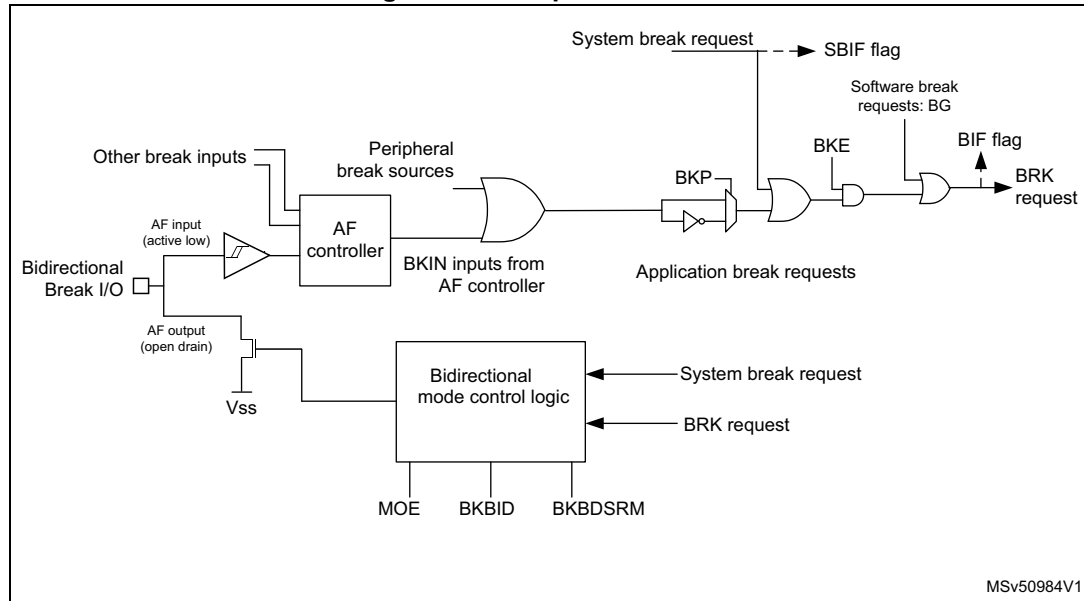 System break request
SBIF flag
Software break
requests: BG
BIF flag
BKE
BRK
request
Peripheral
break sources
Other break inputs
BKP
AF input
(active low)
AF
controller
BKIN inputs from
AF controller
Application break requests
Bidirectional
Break I/O
AF output
(open drain)
Vss
Bidirectional
mode control logic
System break request
BRK request
MOE
BKBID
BKBDSRM
MSv50984V1